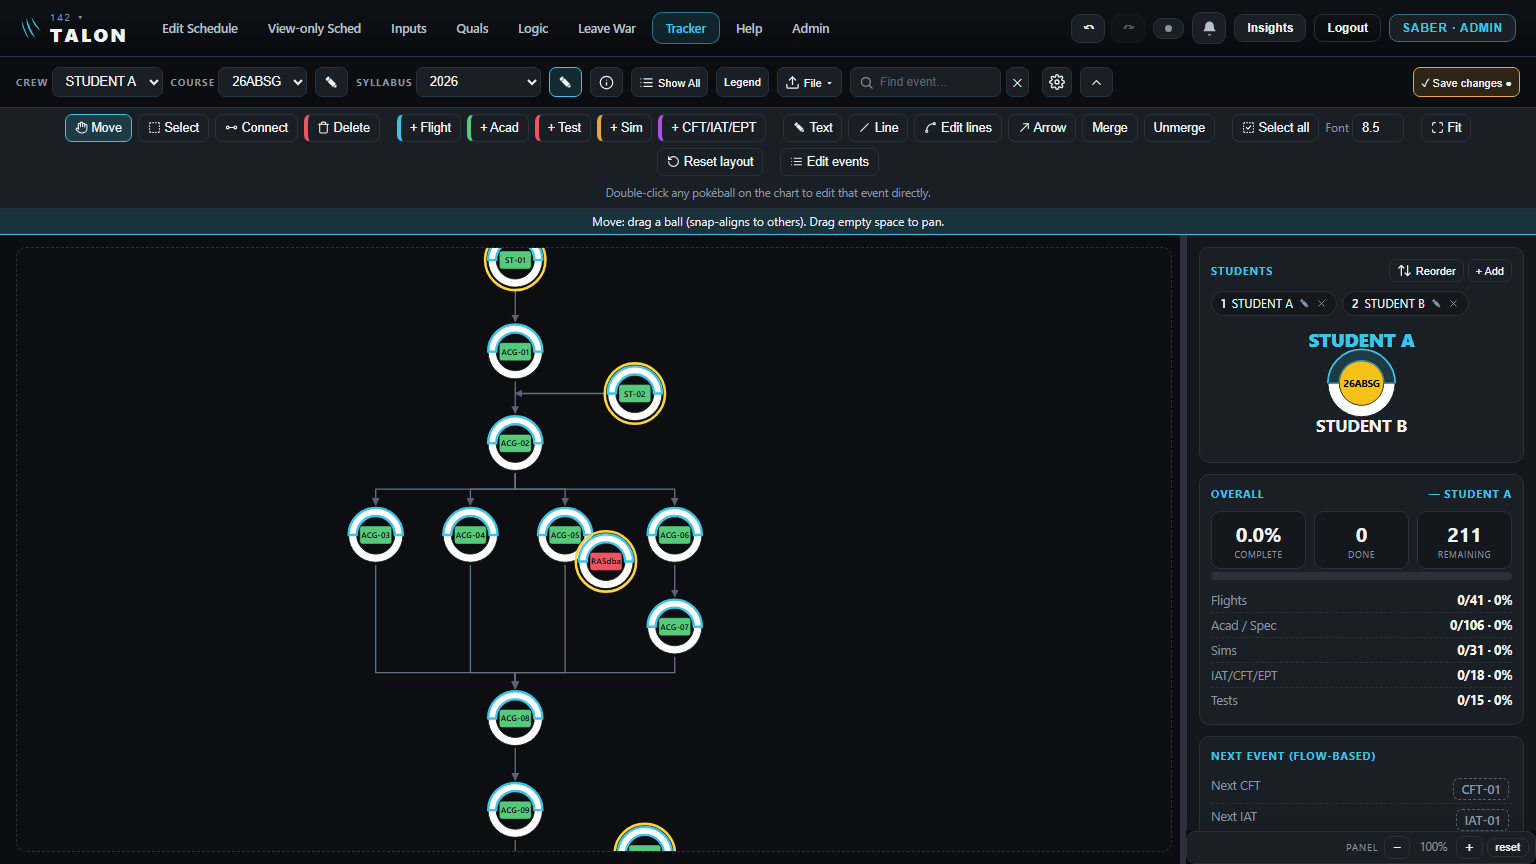 142
TALON
Edit Schedule
View-only Sched
Inputs
Quals
Logic
Leave War
Tracker
Help
Admin
Insights
Logout
SABER · ADMIN
CREW
STUDENT A
COURSE
26ABSG
SYLLABUS
2026
Show All
Legend
File
Find event...
✓ Save changes ●
Move
Select
Connect
Delete
+ Flight
+ Acad
+ Test
+ Sim
+ CFT/IAT/EPT
Text
Line
Edit lines
Arrow
Merge
Unmerge
Select all
Font
8.5
Fit
Reset layout
Edit events
Double-click any pokéball on the chart to edit that event directly.
Move: drag a ball (snap-aligns to others). Drag empty space to pan.
ST-01
ACG-01
ST-02
ACG-02
ACG-03
ACG-04
ACG-05
ACG-06
RASdba
ACG-07
ACG-08
ACG-09
STUDENTS
Reorder
+ Add
1 STUDENT A
2 STUDENT B
STUDENT A
26ABSG
STUDENT B
OVERALL
— STUDENT A
0.0%
COMPLETE
0
DONE
211
REMAINING
Flights 0/41 · 0%
Acad / Spec 0/106 · 0%
Sims 0/31 · 0%
IAT/CFT/EPT 0/18 · 0%
Tests 0/15 · 0%
NEXT EVENT (FLOW-BASED)
Next CFT CFT-01
Next IAT IAT-01
PANEL − 100% + reset